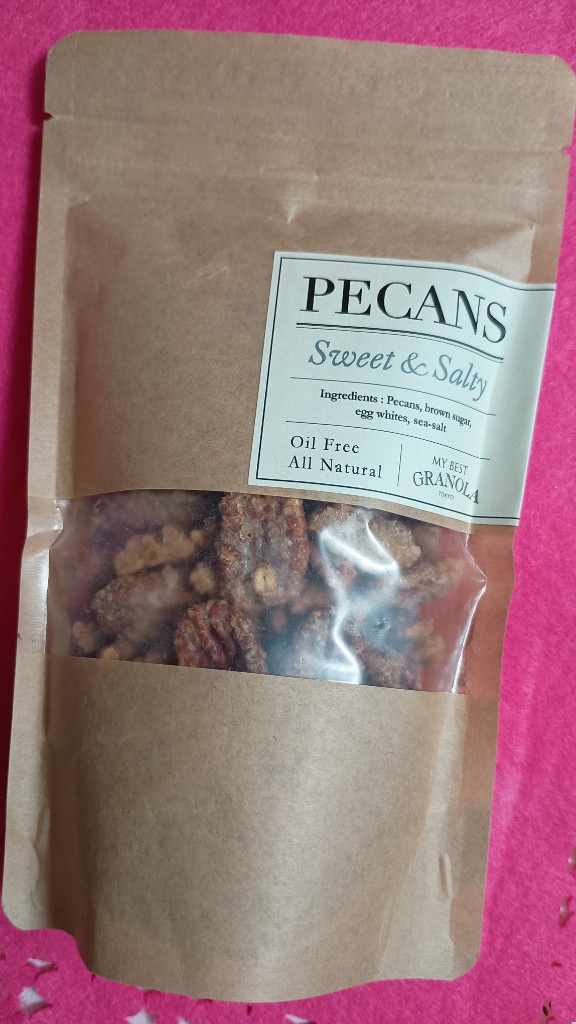 PECANS
Sweet & Salty
Ingredients : Pecans, brown sugar,
egg whites, sea-salt
Oil Free
All Natural
MY BEST
GRANOLA
TOKYO